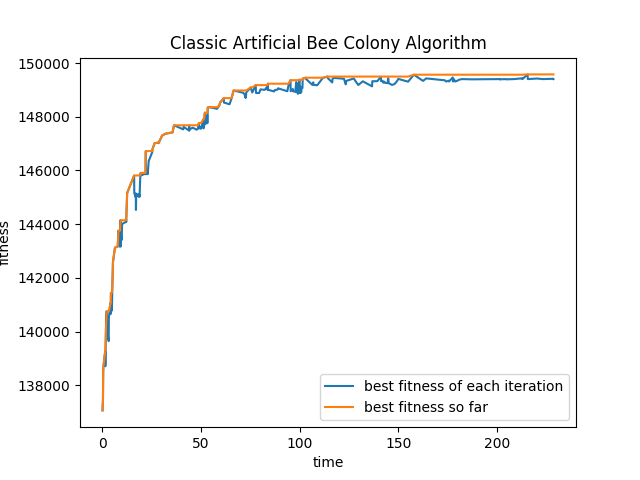 Classic Artificial Bee Colony Algorithm
150000
148000
146000
144000
142000
140000
138000
fitness
0 50 100 150 200
time
best fitness of each iteration
best fitness so far